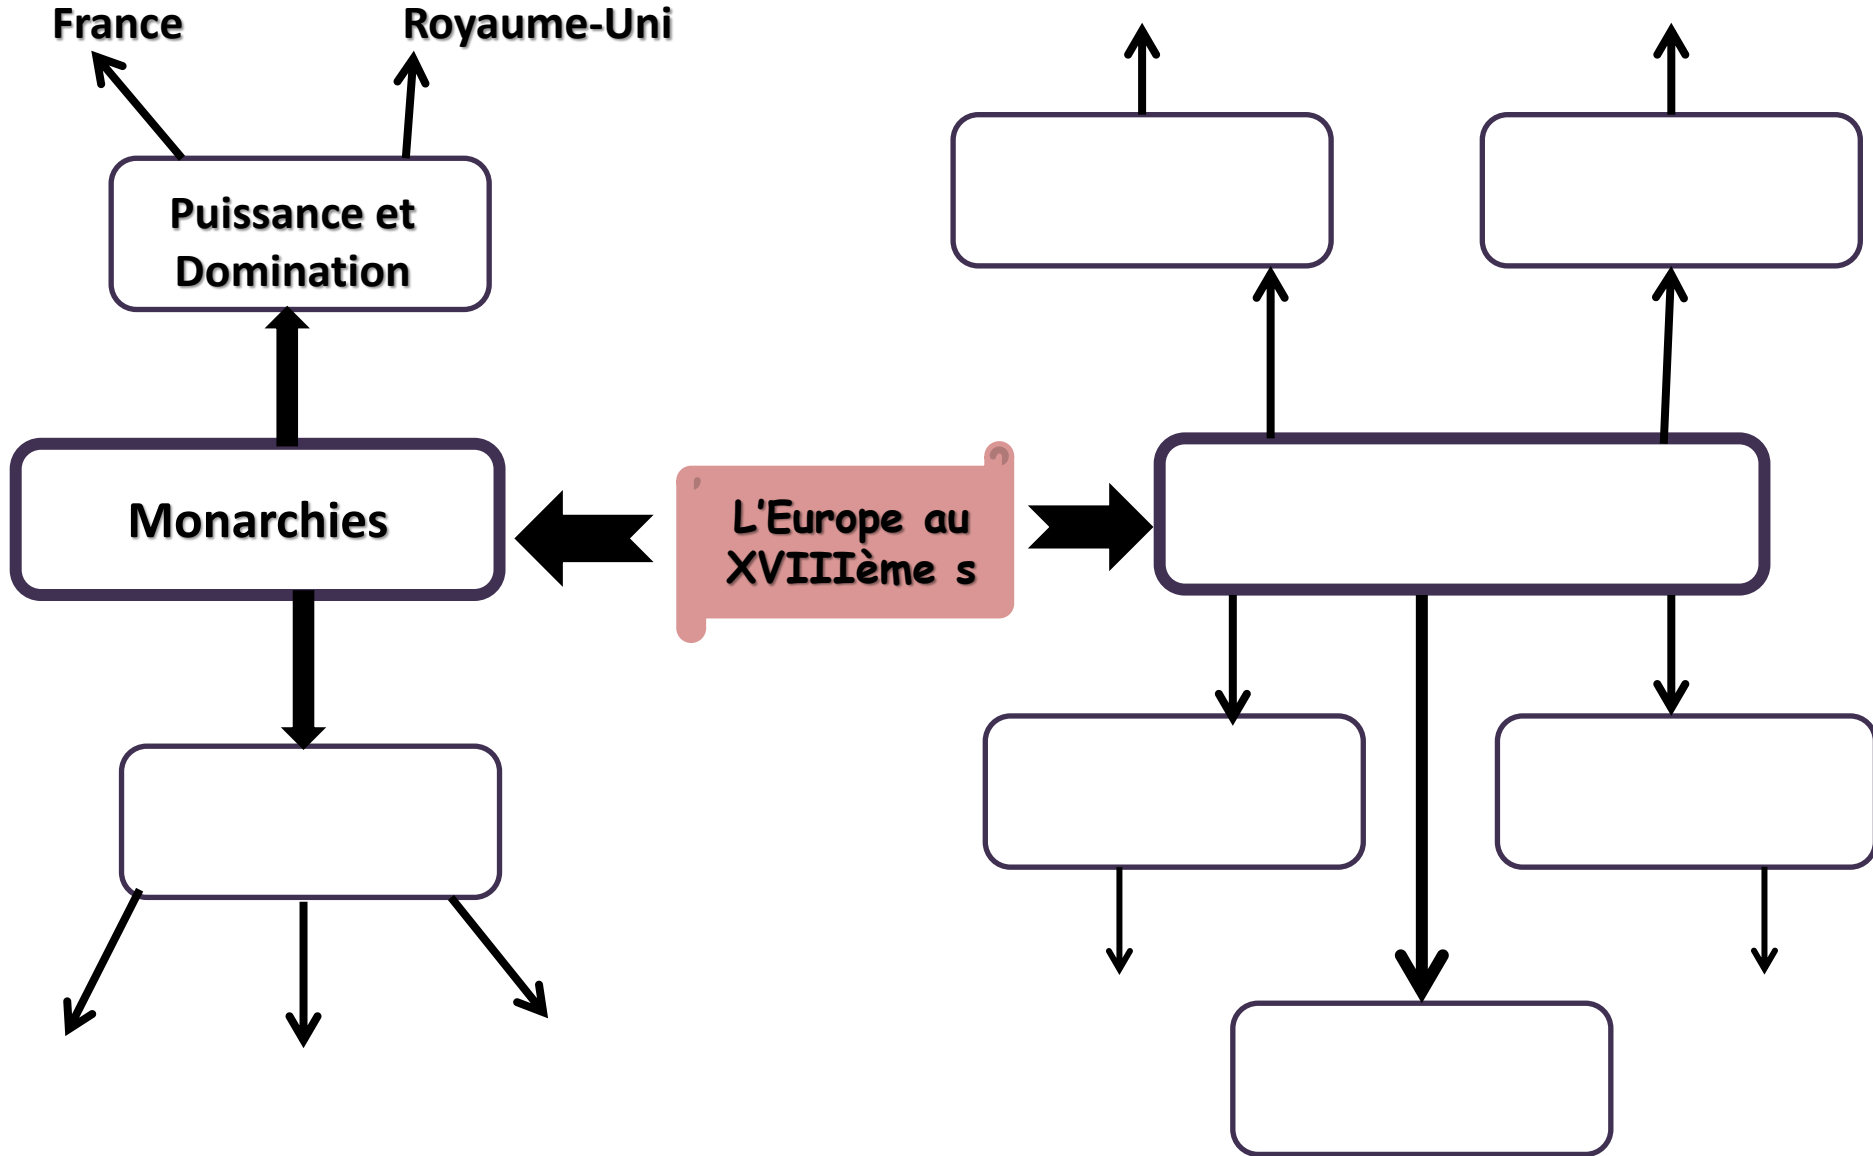 France
Royaume-Uni
Puissance et
Domination
Monarchies
L'Europe au
XVIIIème s